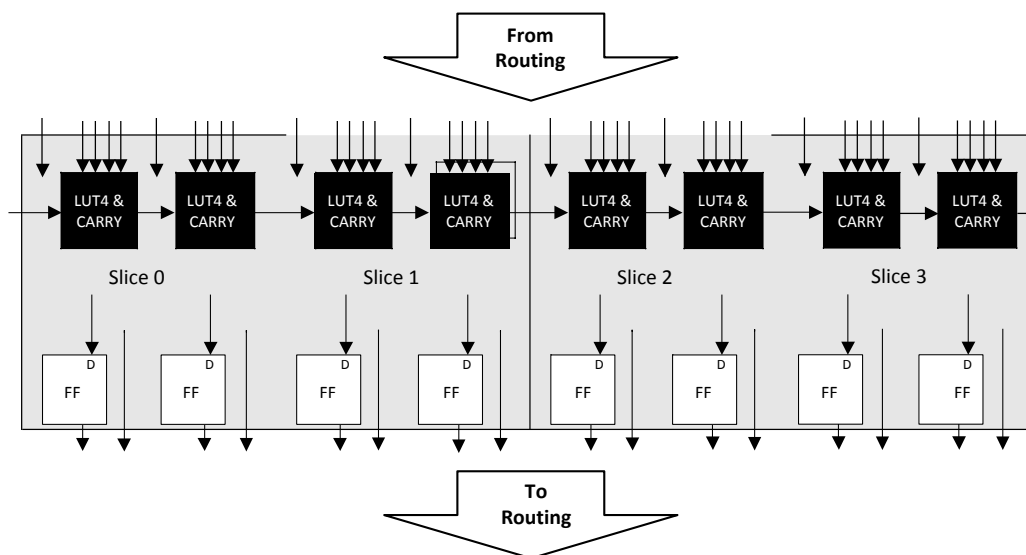 From
Routing
LUT4 &
CARRY
LUT4 &
CARRY
LUT4 &
CARRY
LUT4 &
CARRY
LUT4 &
CARRY
LUT4 &
CARRY
LUT4 &
CARRY
LUT4 &
CARRY
Slice 0
Slice 1
Slice 2
Slice 3
D
FF
D
FF
D
FF
D
FF
D
FF
D
FF
D
FF
D
FF
To
Routing